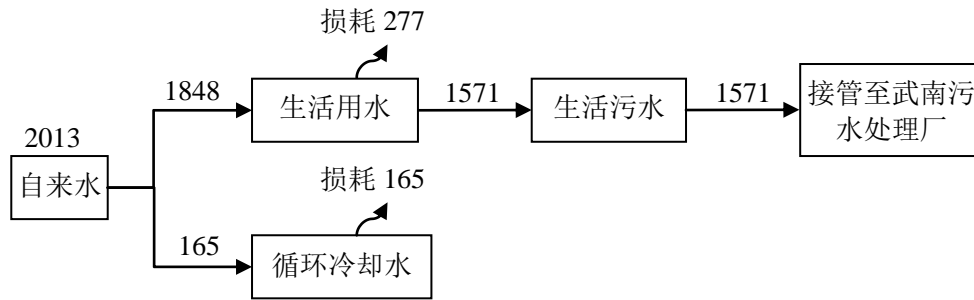 损耗 277
1848
生活用水
1571
生活污水
1571
接管至武南污
水处理厂
2013
自来水
损耗 165
165
循环冷却水